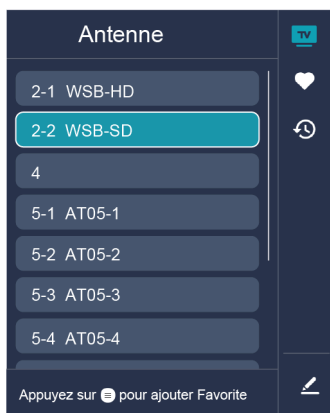 Antenne
TV
2-1 WSB-HD
2-2 WSB-SD
4
5-1 AT05-1
5-2 AT05-2
5-3 AT05-3
5-4 AT05-4
Appuyez sur pour ajouter Favorite